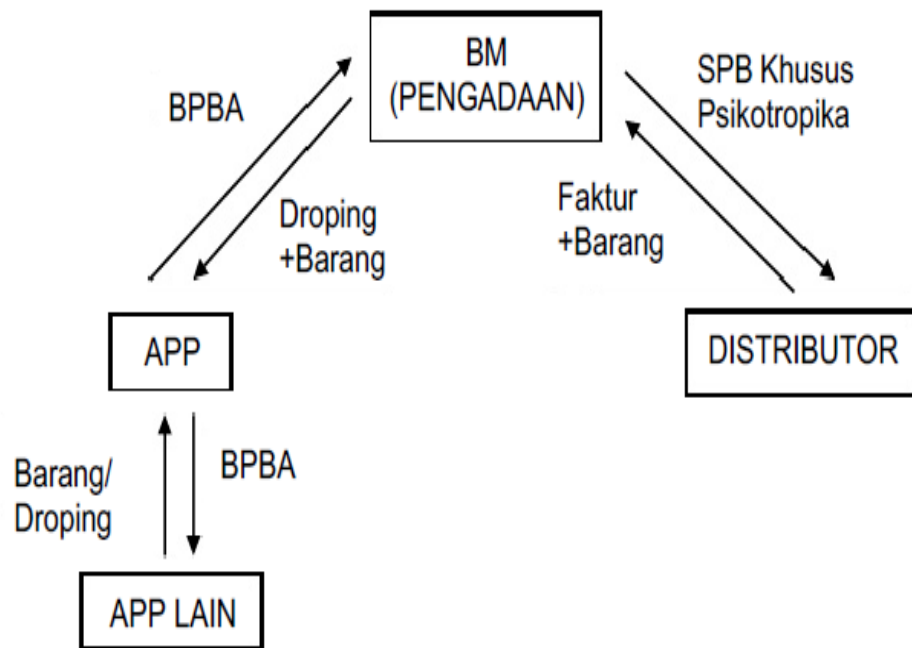 BM
(PENGADAAN)
SPB Khusus
Psikotropika
BPBA
Droping
+Barang
Faktur
+Barang
APP
DISTRIBUTOR
Barang/
Droping
BPBA
APP LAIN